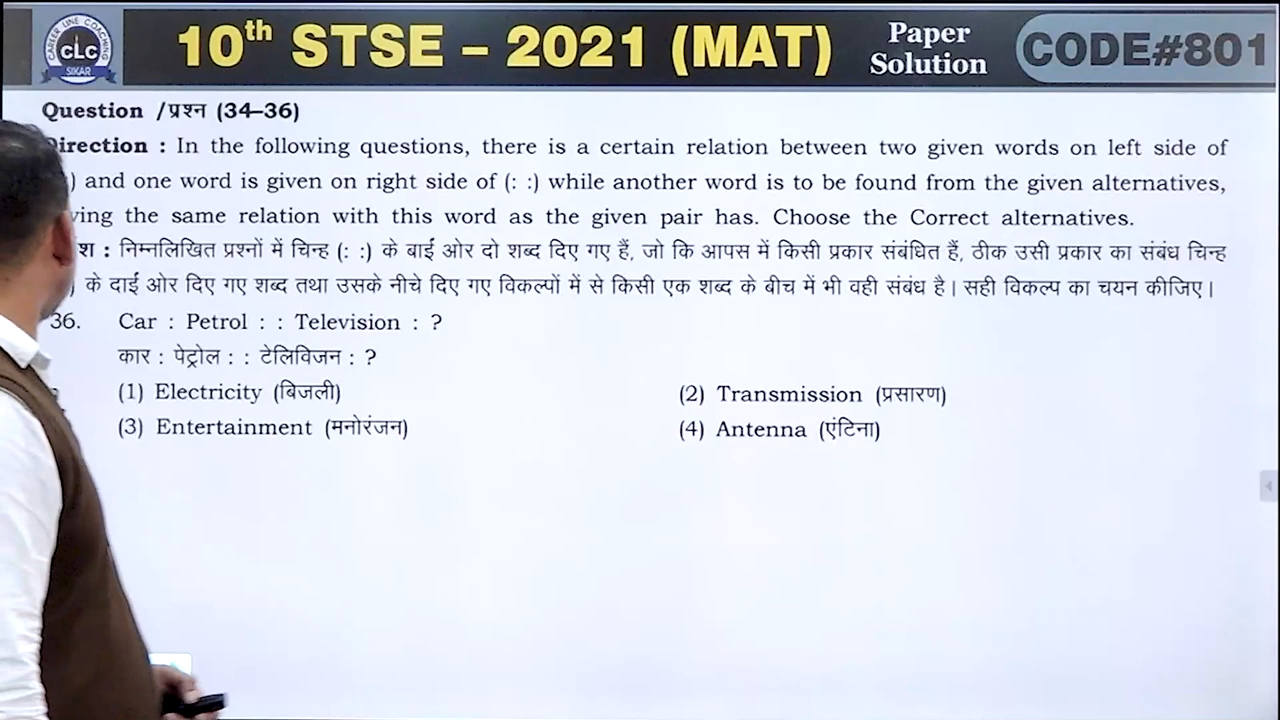 CAREER LINE COACHING
CLC
SIKAR
10th STSE – 2021 (MAT)
Paper
Solution
CODE#801
Question /प्रश्न (34–36)
: In the following questions, there is a certain relation between two given words on left side of
) and one word is given on right side of (: :) while another word is to be found from the given alternatives,
the same relation with this word as the given pair has. Choose the Correct alternatives.
: निम्नलिखित प्रश्नों में चिन्ह (: :) के बाईं ओर दो शब्द दिए गए हैं, जो कि आपस में किसी प्रकार संबंधित हैं, ठीक उसी प्रकार का संबंध चिन्ह
के दाईं ओर दिए गए शब्द तथा उसके नीचे दिए गए विकल्पों में से किसी एक शब्द के बीच में भी वही संबंध है। सही विकल्प का चयन कीजिए।
36. Car : Petrol : : Television : ?
कार : पेट्रोल : : टेलिविजन : ?
(1) Electricity (बिजली) (2) Transmission (प्रसारण)
(3) Entertainment (मनोरंजन) (4) Antenna (एंटिना)